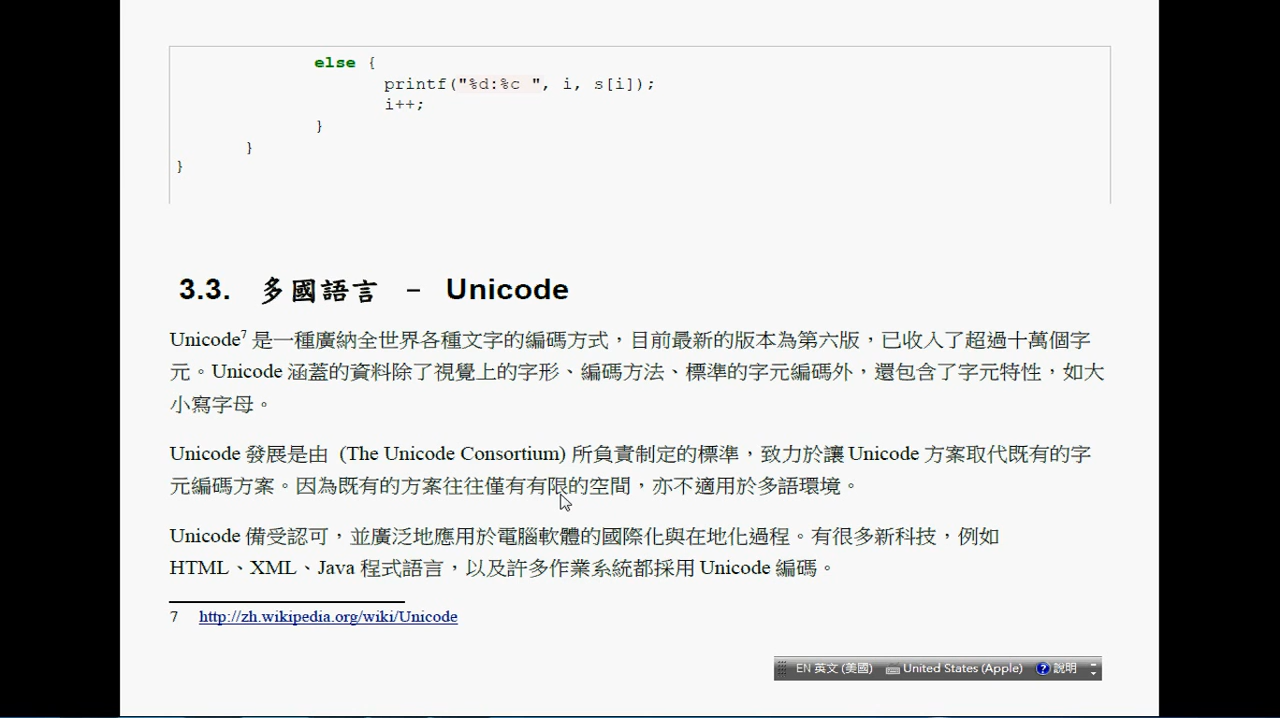 else {
printf("%d:%c ", i, s[i]);
i++;
}
}
}
3.3. 多國語言 － Unicode
Unicode7 是一種廣納全世界各種文字的編碼方式，目前最新的版本為第六版，已收入了超過十萬個字
元。Unicode 涵蓋的資料除了視覺上的字形、編碼方法、標準的字元編碼外，還包含了字元特性，如大
小寫字母。
Unicode 發展是由 (The Unicode Consortium) 所負責制定的標準，致力於讓 Unicode 方案取代既有的字
元編碼方案。因為既有的方案往往僅有有限的空間，亦不適用於多語環境。
Unicode 備受認可，並廣泛地應用於電腦軟體的國際化與在地化過程。有很多新科技，例如
HTML、XML、Java 程式語言，以及許多作業系統都採用 Unicode 編碼。
7 http://zh.wikipedia.org/wiki/Unicode
EN 英文 (美國) United States (Apple) ? 說明